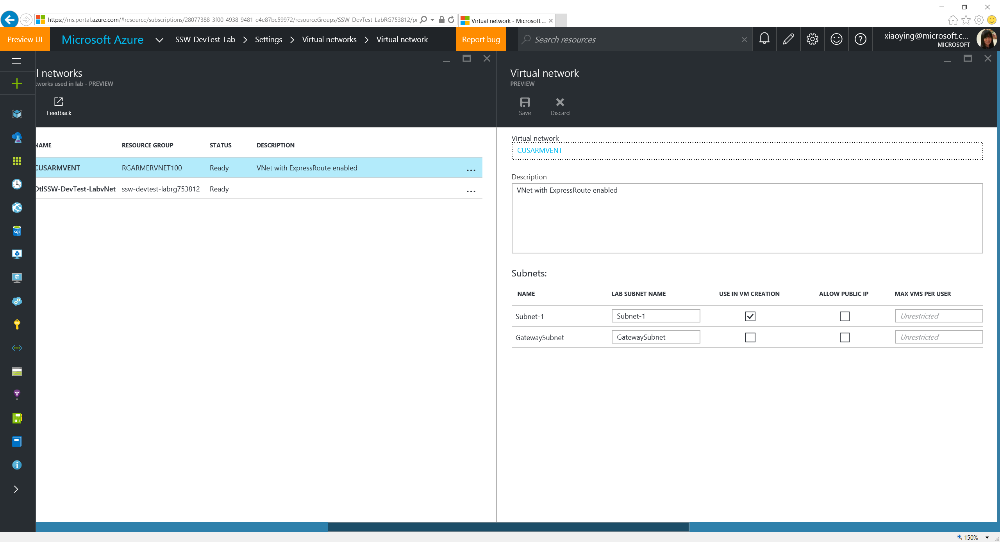 https://ms.portal.azure.com/#resource/subscriptions/28077388-3f00-4938-9481-e4e87bc59972/resourceGroups/SSW-DevTest-LabRG753812/pr
Virtual network - Microsoft ...
Preview UI
Microsoft Azure
SSW-DevTest-Lab
Settings
Virtual networks
Virtual network
Report bug
Search resources
xiaoying@microsoft.c...
MICROSOFT
l networks
tworks used in lab - PREVIEW
Feedback
NAME RESOURCE GROUP STATUS DESCRIPTION
CUSARMVENT RGARMERVNET100 Ready VNet with ExpressRoute enabled ...
DtlSSW-DevTest-LabvNet ssw-devtest-labrg753812 Ready ...
SQL
Virtual network
PREVIEW
Save
Discard
Virtual network
CUSARMVENT
Description
VNet with ExpressRoute enabled
Subnets:
NAME LAB SUBNET NAME USE IN VM CREATION ALLOW PUBLIC IP MAX VMS PER USER
Subnet-1 Subnet-1 Unrestricted
GatewaySubnet GatewaySubnet Unrestricted
150%